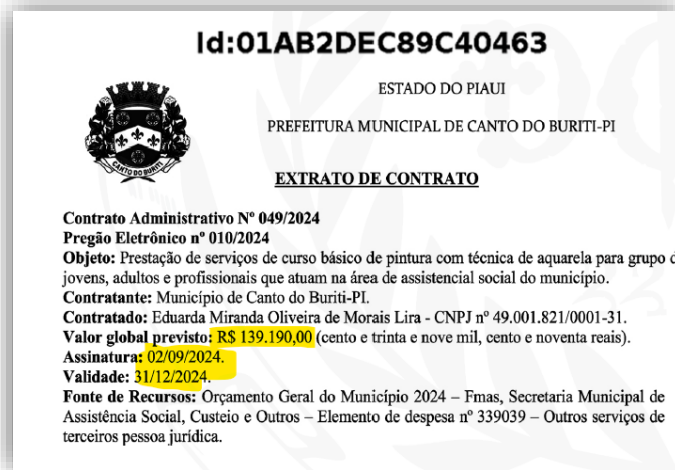 Id:01AB2DEC89C40463
ESTADO DO PIAUI
PREFEITURA MUNICIPAL DE CANTO DO BURITI-PI
CANTO DO BURITI
EXTRATO DE CONTRATO
Contrato Administrativo Nº 049/2024
Pregão Eletrônico nº 010/2024
Objeto: Prestação de serviços de curso básico de pintura com técnica de aquarela para grupo d
jovens, adultos e profissionais que atuam na área de assistencial social do município.
Contratante: Município de Canto do Buriti-PI.
Contratado: Eduarda Miranda Oliveira de Morais Lira - CNPJ nº 49.001.821/0001-31.
Valor global previsto: R$ 139.190,00 (cento e trinta e nove mil, cento e noventa reais).
Assinatura: 02/09/2024.
Validade: 31/12/2024.
Fonte de Recursos: Orçamento Geral do Município 2024 – Fmas, Secretaria Municipal de
Assistência Social, Custeio e Outros – Elemento de despesa nº 339039 – Outros serviços de
terceiros pessoa jurídica.